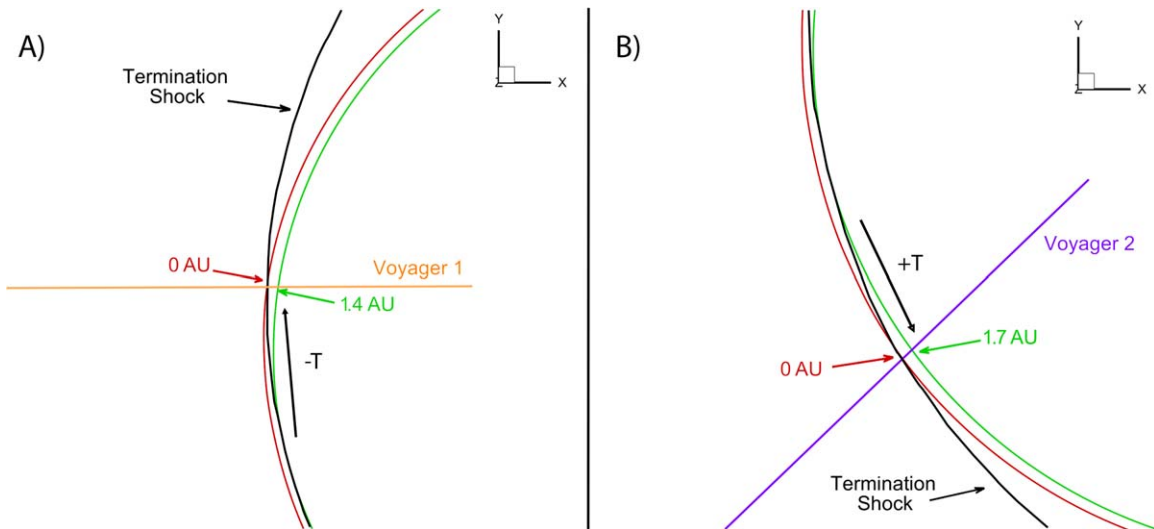 A)
Termination
Shock
Y
Z
X
0 AU
Voyager 1
1.4 AU
-T
B)
Y
Z
X
Voyager 2
+T
1.7 AU
0 AU
Termination
Shock